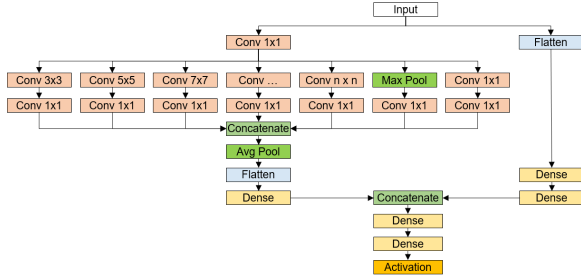 Input
Conv 1x1 Flatten
Conv 3x3 Conv 5x5 Conv 7x7 Conv ... Conv n x n Max Pool Conv 1x1
Conv 1x1 Conv 1x1 Conv 1x1 Conv 1x1 Conv 1x1 Conv 1x1 Conv 1x1
Concatenate
Avg Pool
Flatten Dense
Dense Concatenate Dense
Dense
Dense
Activation